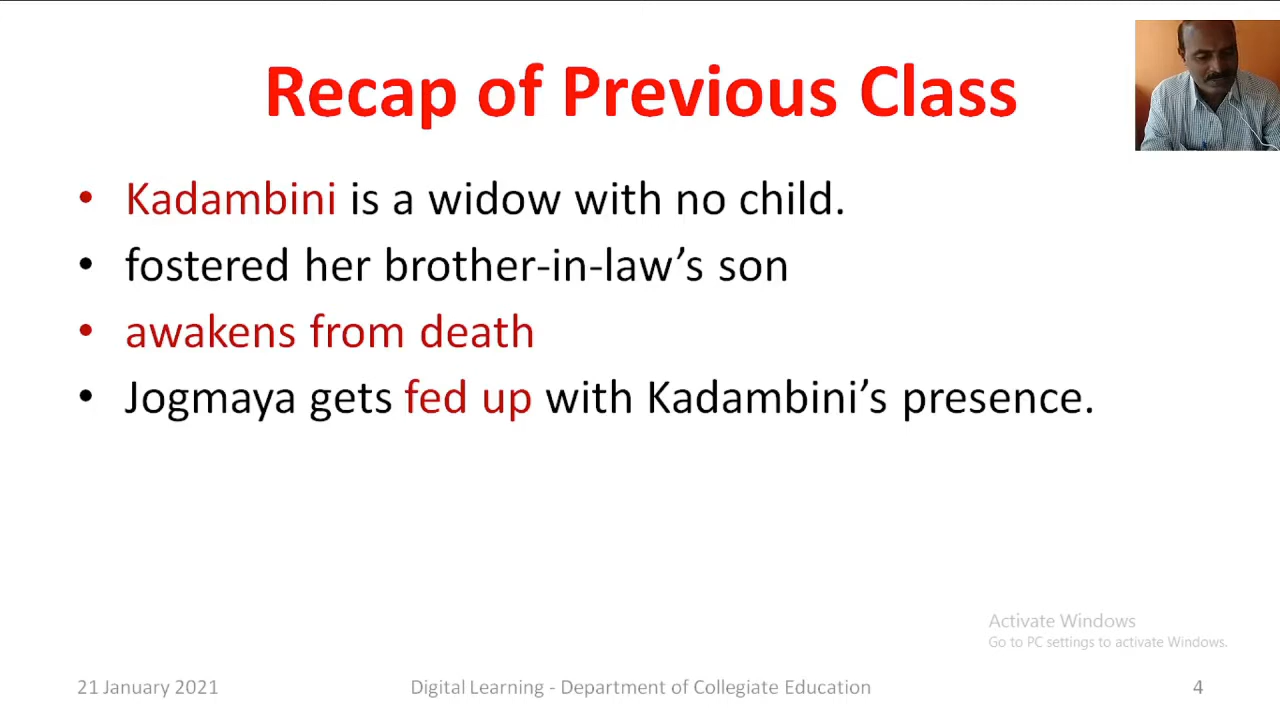 Recap of Previous Class
• Kadambini is a widow with no child.
• fostered her brother-in-law’s son
• awakens from death
• Jogmaya gets fed up with Kadambini’s presence.
Activate Windows
Go to PC settings to activate Windows.
21 January 2021
Digital Learning - Department of Collegiate Education
4